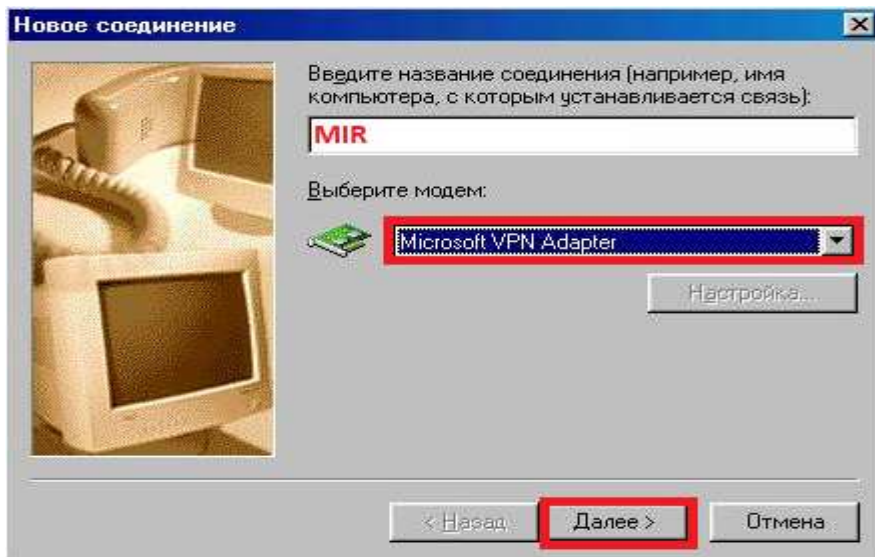 Новое соединение
Введите название соединения (например, имя
компьютера, с которым устанавливается связь):
MIR
Выберите модем:
Microsoft VPN Adapter
Настройка...
< Назад
Далее >
Отмена